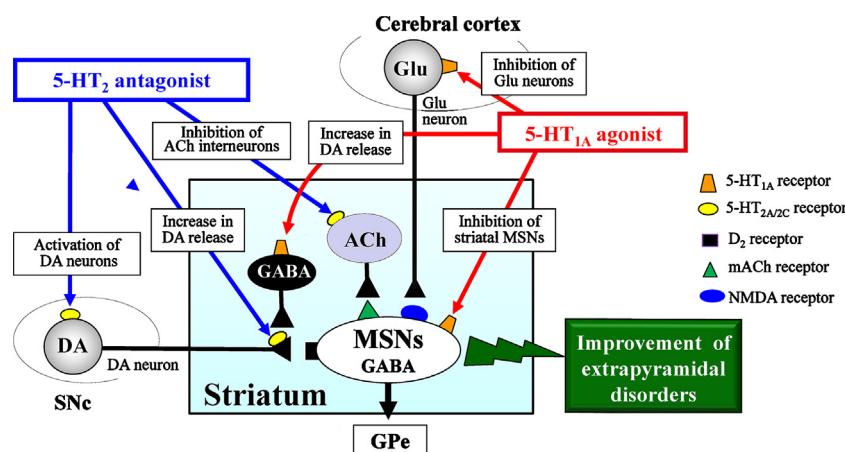 Cerebral cortex
5-HT2 antagonist
Glu
Inhibition of
Glu neurons
Glu
neuron
Inhibition of
ACh interneurons
Increase in
DA release
5-HT1A agonist
5-HT1A receptor
5-HT2A/2C receptor
D2 receptor
mACh receptor
NMDA receptor
Activation of
DA neurons
Increase in
DA release
ACh
Inhibition of
striatal MSNs
GABA
DA
DA neuron
SNc
MSNs
GABA
Striatum
Improvement of
extrapyramidal
disorders
GPe